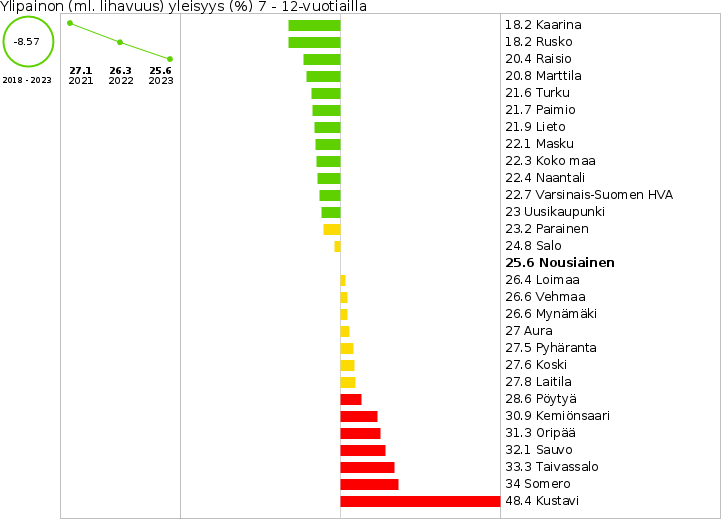 Ylipainon (ml. lihavuus) yleisyys (%) 7 - 12-vuotiailla
-8.57
2018 - 2023
27.1 26.3 25.6
2021 2022 2023
18.2 Kaarina
18.2 Rusko
20.4 Raisio
20.8 Marttila
21.6 Turku
21.7 Paimio
21.9 Lieto
22.1 Masku
22.3 Koko maa
22.4 Naantali
22.7 Varsinais-Suomen HVA
23 Uusikaupunki
23.2 Parainen
24.8 Salo
25.6 Nousiainen
26.4 Loimaa
26.6 Vehmaa
26.6 Mynämäki
27 Aura
27.5 Pyhäranta
27.6 Koski
27.8 Laitila
28.6 Pöytyä
30.9 Kemiönsaari
31.3 Oripää
32.1 Sauvo
33.3 Taivassalo
34 Somero
48.4 Kustavi